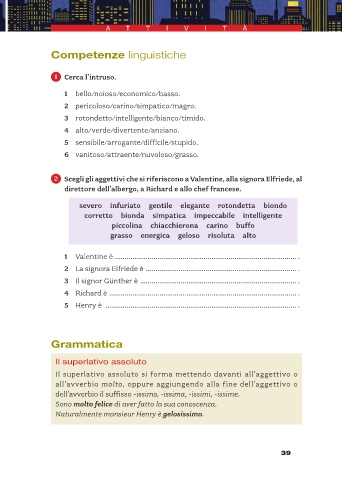 ATTIVITÀ
Competenze linguistiche
1 Cerca l'intruso.
1 bello/noioso/economico/basso.
2 pericoloso/carino/simpatico/magro.
3 rotondetto/intelligente/bianco/timido.
4 alto/verde/divertente/anziano.
5 sensibile/arrogante/difficile/stupido.
6 vanitoso/attraente/nuvoloso/grasso.
2 Scegli gli aggettivi che si riferiscono a Valentine, alla signora Elfriede, al
direttore dell'albergo, a Richard e allo chef francese.
severo infuriato gentile elegante rotondetta biondo
corretto bionda simpatica impeccabile intelligente
piccolina chiacchierona carino buffo
grasso energica geloso risoluta alto
1 Valentine è ........................................................................ .
2 La signora Elfriede è ........................................................................ .
3 Il signor Günther è ........................................................................ .
4 Richard è ........................................................................ .
5 Henry è ........................................................................ .
Grammatica
Il superlativo assoluto
Il superlativo assoluto si forma mettendo davanti all'aggettivo o
all'avverbio molto, oppure aggiungendo alla fine dell'aggettivo o
dell'avverbio il suffisso -issimo, -issima, -issimi, -issime.
Sono molto felice di aver fatto la sua conoscenza.
Naturalmente monsieur Henry è gelosissimo.
39